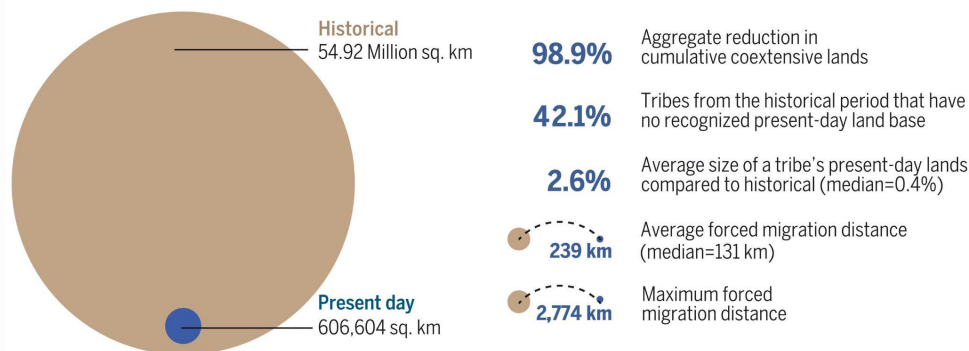 Historical
54.92 Million sq. km
Present day
606,604 sq. km
98.9%
Aggregate reduction in
cumulative coextensive lands
42.1%
Tribes from the historical period that have
no recognized present-day land base
2.6%
Average size of a tribe's present-day lands
compared to historical (median=0.4%)
239 km
Average forced migration distance
(median=131 km)
2,774 km
Maximum forced
migration distance